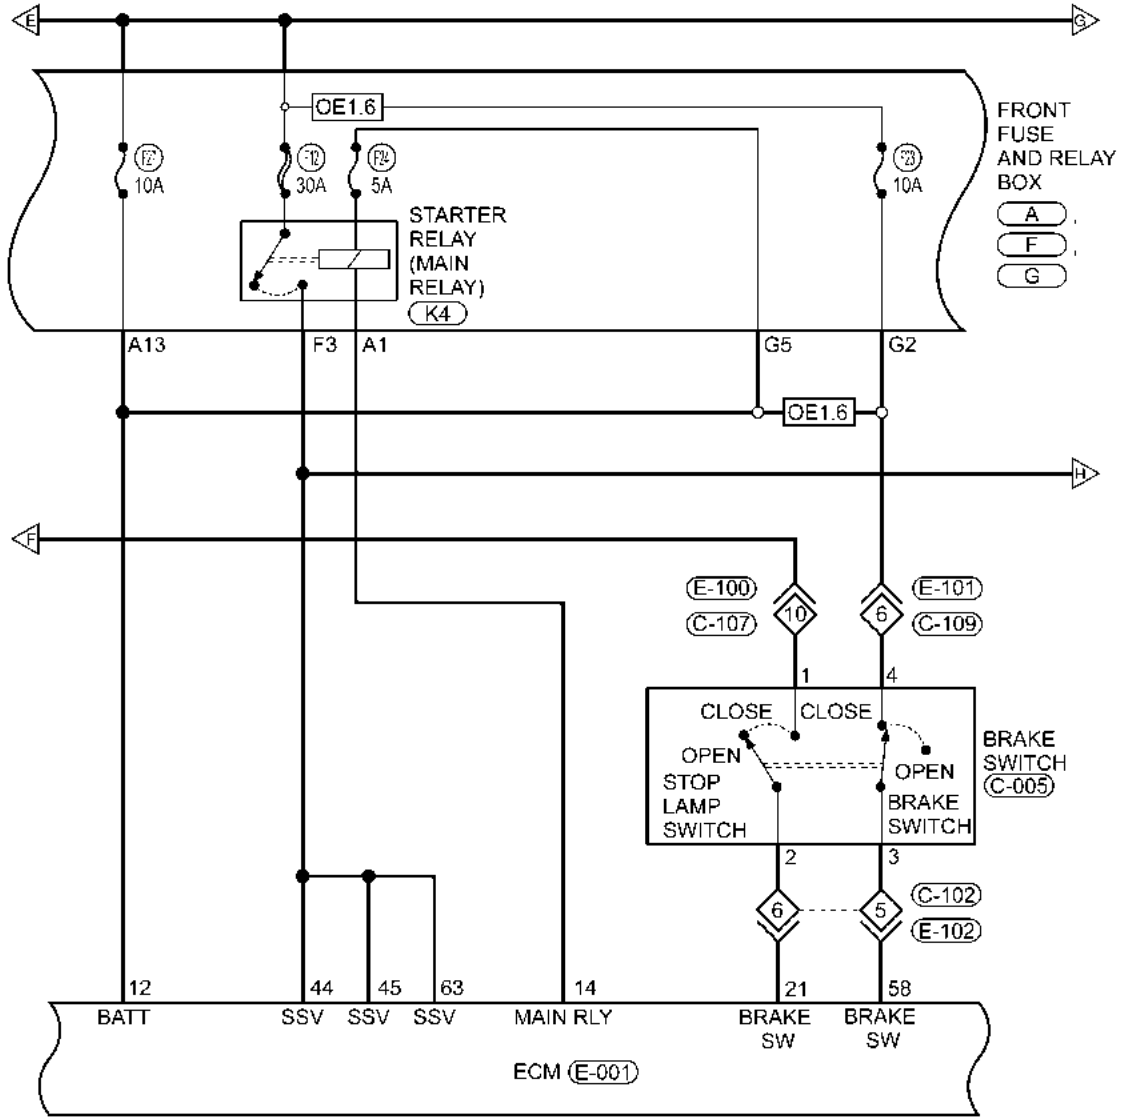 E
G
OE1.6
F12
F24
10A
30A
5A
10A
FRONT
FUSE
AND RELAY
BOX
A ,
F ,
G
STARTER
RELAY
(MAIN
RELAY)
K4
A13
F3
A1
G5
G2
OE1.6
H
F
E-100
C-107
10
6
E-101
C-109
1
4
CLOSE
CLOSE
OPEN
OPEN
STOP
LAMP
SWITCH
BRAKE
SWITCH
BRAKE
SWITCH
C-005
2
3
6
5
C-102
E-102
12
44
45
63
14
21
58
BATT
SSV
SSV
SSV
MAIN RLY
BRAKE
SW
BRAKE
SW
ECM
E-001